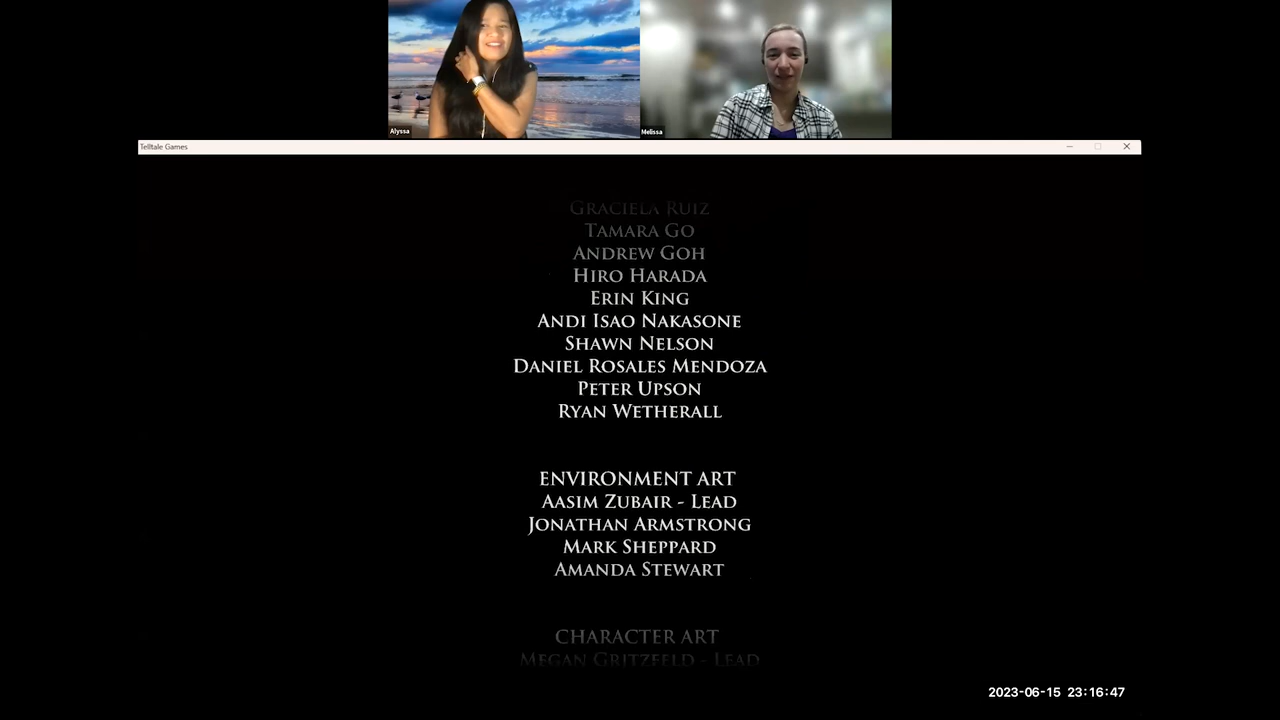 Alyssa
Melissa
Telltale Games
GRACIELA RUIZ
TAMARA GO
ANDREW GOH
HIRO HARADA
ERIN KING
ANDI ISAO NAKASONE
SHAWN NELSON
DANIEL ROSALES MENDOZA
PETER UPSON
RYAN WETHERALL
ENVIRONMENT ART
AASIM ZUBAIR - LEAD
JONATHAN ARMSTRONG
MARK SHEPPARD
AMANDA STEWART
CHARACTER ART
MEGAN GRITZFELD - LEAD
2023-06-15 23:16:47